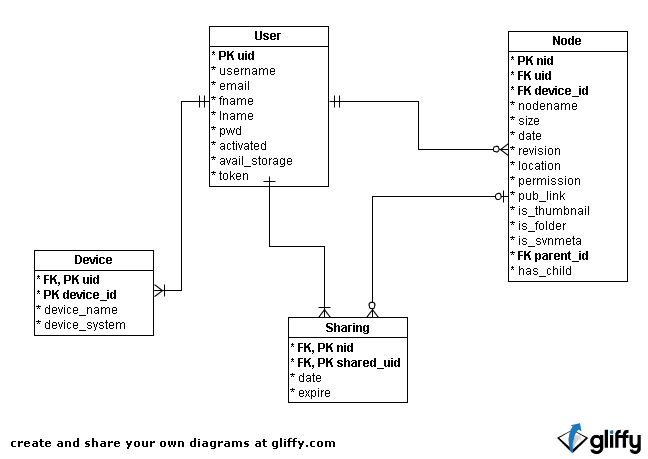 User
* PK uid
* username
* email
* fname
* lname
* pwd
* activated
* avail_storage
* token
Node
* PK nid
* FK uid
* FK device_id
* nodename
* size
* date
* revision
* location
* permission
* pub_link
* is_thumbnail
* is_folder
* is_svnmeta
* FK parent_id
* has_child
Device
* FK, PK uid
* PK device_id
* device_name
* device_system
Sharing
* FK, PK nid
* FK, PK shared_uid
* date
* expire
create and share your own diagrams at gliffy.com
gliffy